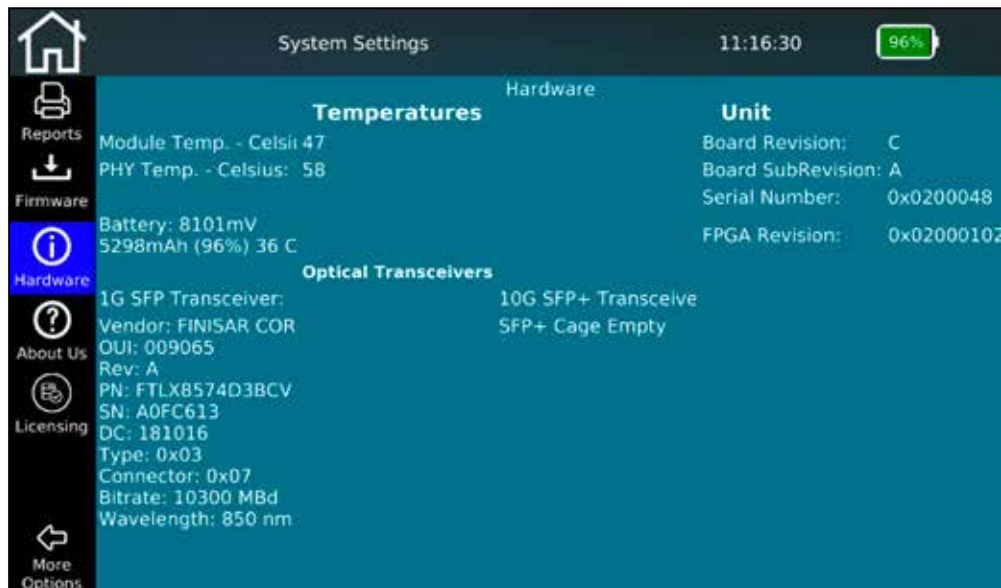 System Settings 11:16:30 96%
Hardware
Temperatures Unit
Reports
Module Temp. - Celsi 47 Board Revision: C
PHY Temp. - Celsius: 58 Board SubRevision: A
Firmware
Serial Number: 0x0200048
Battery: 8101mV
5298mAh (96%) 36 C FPGA Revision: 0x02000102
Hardware
Optical Transceivers
1G SFP Transceiver: 10G SFP+ Transceive
Vendor: FINISAR COR SFP+ Cage Empty
About Us
OUI: 009065
Rev: A
PN: FTLX8574D3BCV
SN: A0FC613
Licensing
DC: 181016
Type: 0x03
Connector: 0x07
Bitrate: 10300 MBd
Wavelength: 850 nm
More
Options